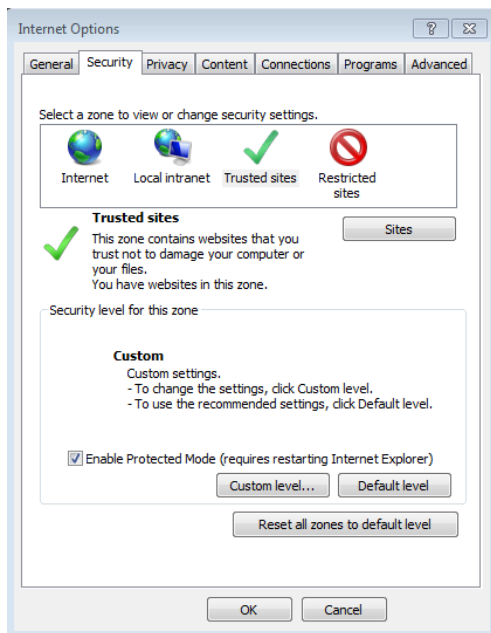 Internet Options
General Security Privacy Content Connections Programs Advanced
Select a zone to view or change security settings.
Internet Local intranet Trusted sites Restricted
sites
Trusted sites
Sites
This zone contains websites that you
trust not to damage your computer or
your files.
You have websites in this zone.
Security level for this zone
Custom
Custom settings.
- To change the settings, click Custom level.
- To use the recommended settings, click Default level.
Enable Protected Mode (requires restarting Internet Explorer)
Custom level... Default level
Reset all zones to default level
OK Cancel